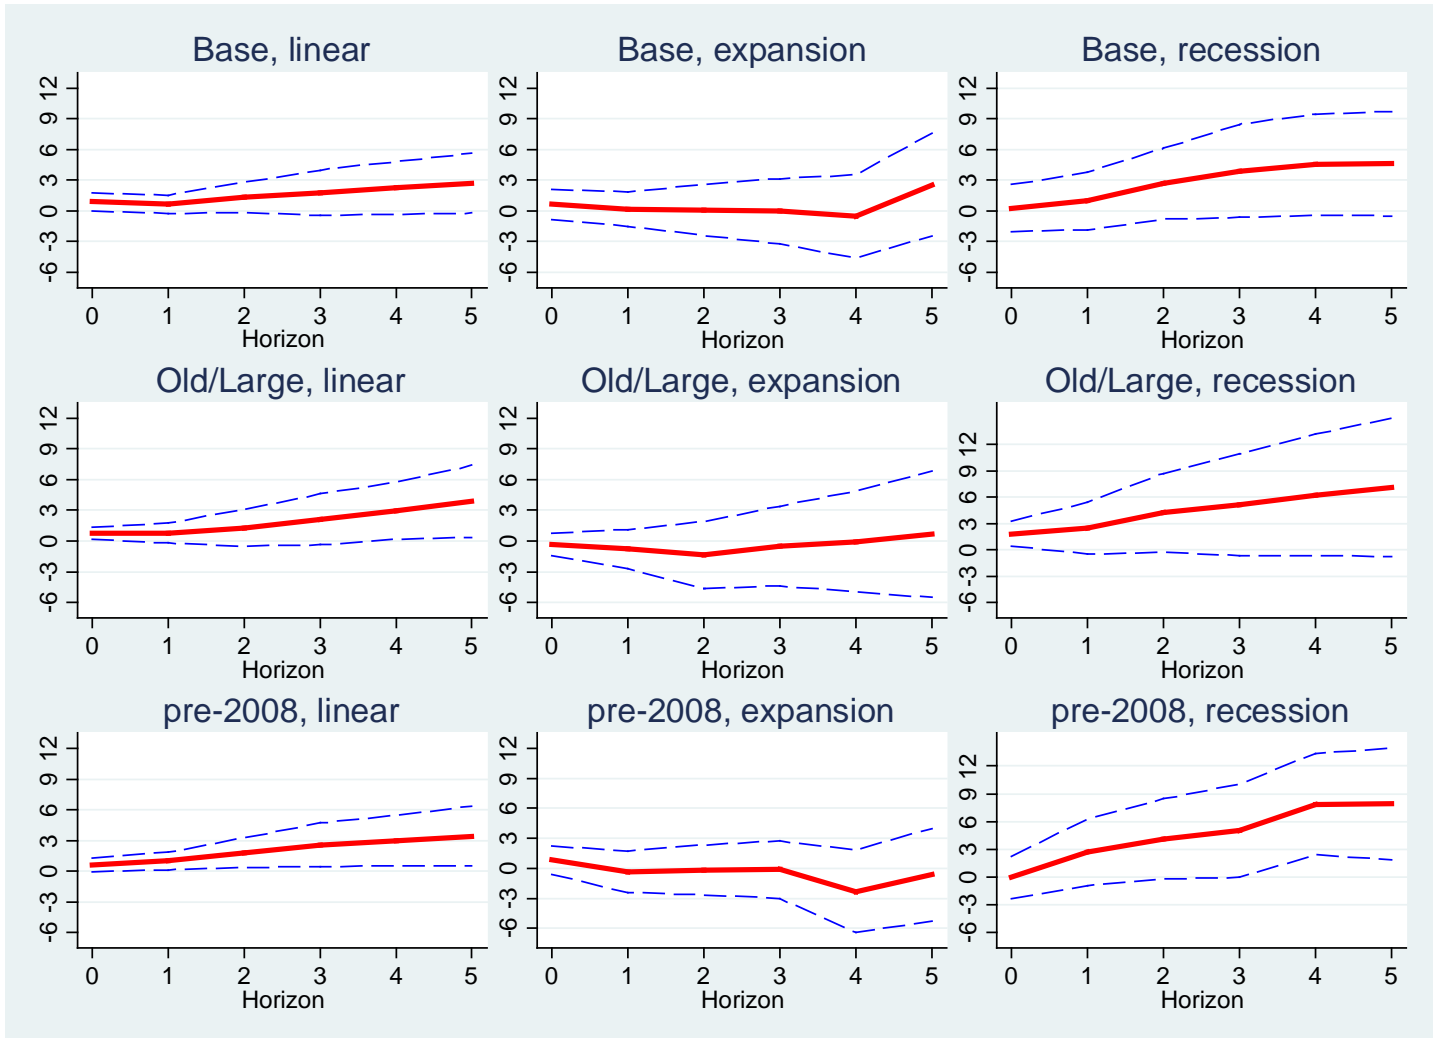 Base, linear
Base, expansion
Base, recession
12
9
6
3
0
-3
-6
0 1 2 3 4 5
Horizon
12
9
6
3
0
-3
-6
0 1 2 3 4 5
Horizon
12
9
6
3
0
-3
-6
0 1 2 3 4 5
Horizon
Old/Large, linear
Old/Large, expansion
Old/Large, recession
12
9
6
3
0
-3
-6
0 1 2 3 4 5
Horizon
12
9
6
3
0
-3
-6
0 1 2 3 4 5
Horizon
12
9
6
3
0
-3
-6
0 1 2 3 4 5
Horizon
pre-2008, linear
pre-2008, expansion
pre-2008, recession
12
9
6
3
0
-3
-6
0 1 2 3 4 5
Horizon
12
9
6
3
0
-3
-6
0 1 2 3 4 5
Horizon
12
9
6
3
0
-3
-6
0 1 2 3 4 5
Horizon